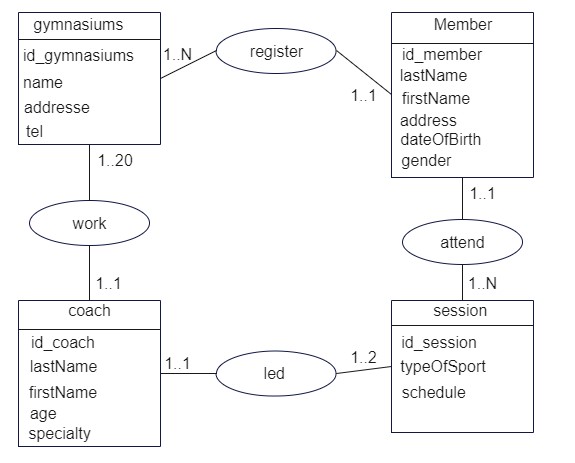 gymnasiums
id_gymnasiums
name
addresse
tel
1..N
register
1..1
Member
id_member
lastName
firstName
address
dateOfBirth
gender
1..20
work
1..1
1..1
attend
1..N
coach
id_coach
lastName
firstName
age
specialty
1..1
led
1..2
session
id_session
typeOfSport
schedule